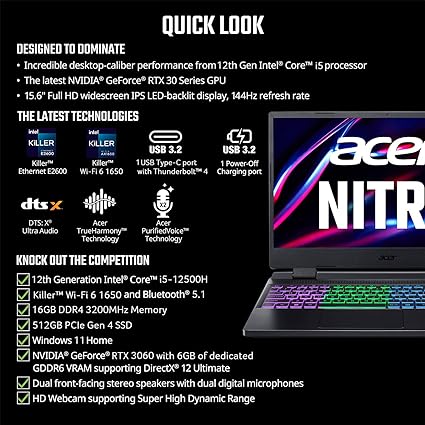 QUICK LOOK
DESIGNED TO DOMINATE
• Incredible desktop-caliber performance from 12th Gen Intel® Core™ i5 processor
• The latest NVIDIA® GeForce® RTX 30 Series GPU
• 15.6" Full HD widescreen IPS LED-backlit display, 144Hz refresh rate
THE LATEST TECHNOLOGIES
intel
KILLER
E2600
Killer™
Ethernet E2600
intel
KILLER
AX1650
Killer™
Wi-Fi 6 1650
USB 3.2
1 USB Type-C port
with Thunderbolt™ 4
USB 3.2
1 Power-Off
Charging port
dts x
DTS: X®
Ultra Audio
Acer
TrueHarmony™
Technology
Acer
PurifiedVoice™
Technology
KNOCK OUT THE COMPETITION
12th Generation Intel® Core™ i5-12500H
Killer™ Wi-Fi 6 1650 and Bluetooth® 5.1
16GB DDR4 3200MHz Memory
512GB PCIe Gen 4 SSD
Windows 11 Home
NVIDIA® GeForce® RTX 3060 with 6GB of dedicated
GDDR6 VRAM supporting DirectX® 12 Ultimate
Dual front-facing stereo speakers with dual digital microphones
HD Webcam supporting Super High Dynamic Range
acer
NITR
acer